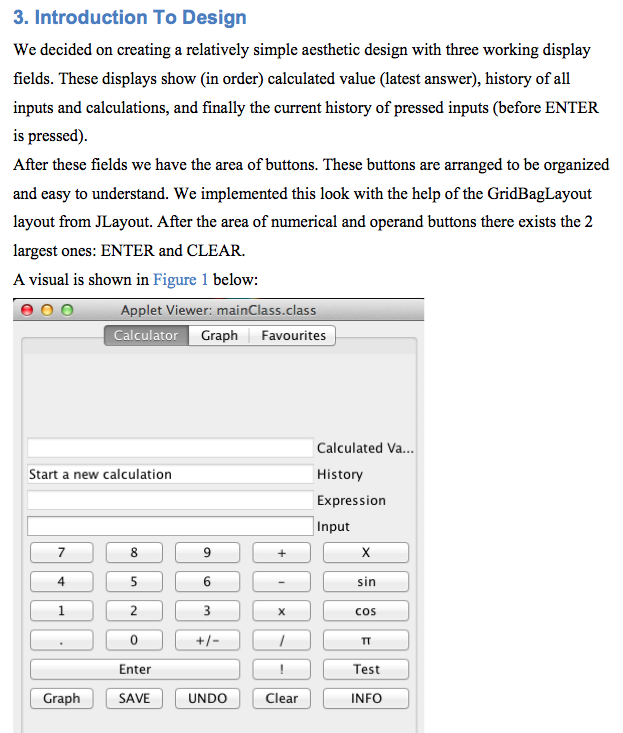 3. Introduction To Design
We decided on creating a relatively simple aesthetic design with three working display
fields. These displays show (in order) calculated value (latest answer), history of all
inputs and calculations, and finally the current history of pressed inputs (before ENTER
is pressed).
After these fields we have the area of buttons. These buttons are arranged to be organized
and easy to understand. We implemented this look with the help of the GridBagLayout
layout from JLayout. After the area of numerical and operand buttons there exists the 2
largest ones: ENTER and CLEAR.
A visual is shown in Figure 1 below:
Applet Viewer: mainClass.class
Calculator Graph Favourites
Calculated Va...
Start a new calculation History
Expression
Input
7 8 9 + X
4 5 6 - sin
1 2 3 x cos
. 0 +/- / π
Enter ! Test
Graph SAVE UNDO Clear INFO